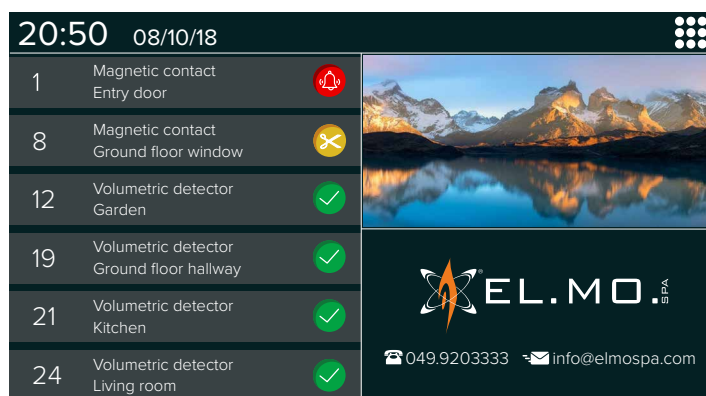 20:50 08/10/18
1 Magnetic contact
Entry door
8 Magnetic contact
Ground floor window
12 Volumetric detector
Garden
19 Volumetric detector
Ground floor hallway
21 Volumetric detector
Kitchen
24 Volumetric detector
Living room
EL.MO. SPA
049.9203333 info@elmospa.com